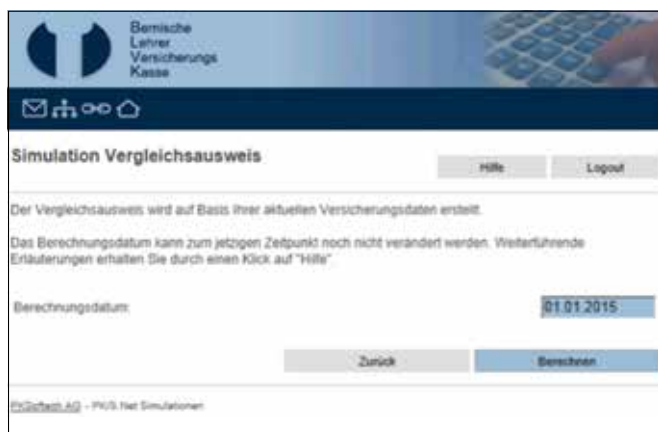 Bernische
Lehrer
Versicherungs
Kasse
Simulation Vergleichsausweis
Hilfe
Logout
Der Vergleichsausweis wird auf Basis Ihrer aktuellen Versicherungsdaten erstellt.
Das Berechnungsdatum kann zum jetzigen Zeitpunkt noch nicht verändert werden. Weiterführende
Erläuterungen erhalten Sie durch einen Klick auf "Hilfe"
Berechnungsdatum:
01.01.2015
Zurück
Berechnen
PKSoftech AG - PK/S.Net Simulationen